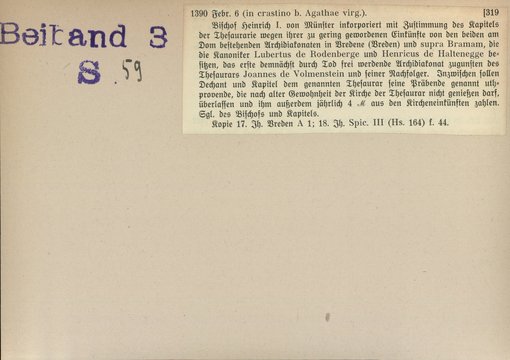 Beiband 3
S. 59
1390 Febr. 6 (in crastino b. Agathae virg.). [319
Bischof Heinrich I. von Münster inkorporiert mit Zustimmung des Kapitels
der Thesaurarie wegen ihrer zu gering gewordenen Einkünfte von den beiden am
Dom bestehenden Archidiakonaten in Bredene (Vreden) und supra Bramam, die
die Kanoniker Lubertus de Rodenberge und Henricus de Haltenegge be-
sitzen, das erste demnächst durch Tod frei werdende Archidiakonat zugunsten des
Thesaurars Joannes de Volmenstein und seiner Nachfolger. Inzwischen sollen
Dechant und Kapitel dem genannten Thesaurar seine Präbende genannt uth-
provende, die nach alter Gewohnheit der Kirche der Thesaurar nicht genießen darf,
überlassen und ihm außerdem jährlich 4 ℳ aus den Kircheneinkünften zahlen.
Sgl. des Bischofs und Kapitels.
Kopie 17. Jh. Vreden A 1; 18. Jh. Spic. III (Hs. 164) f. 44.